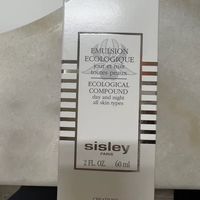 EMULSION
ECOLOGIQUE
jour et nuit
toutes peaux
ECOLOGICAL
COMPOUND
day and night
all skin types
sisley
PARIS
2 FL. OZ. 60 ml